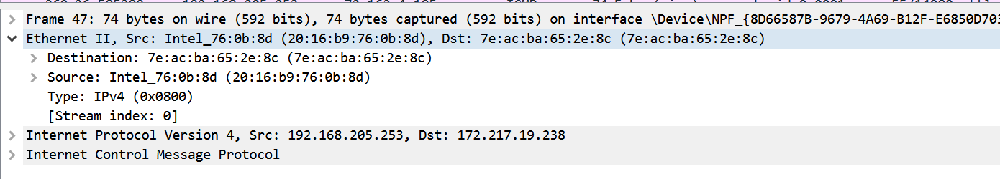 Frame 47: 74 bytes on wire (592 bits), 74 bytes captured (592 bits) on interface \Device\NPF_{8D66587B-9679-4A69-B12F-E6850D703
Ethernet II, Src: Intel_76:0b:8d (20:16:b9:76:0b:8d), Dst: 7e:ac:ba:65:2e:8c (7e:ac:ba:65:2e:8c)
Destination: 7e:ac:ba:65:2e:8c (7e:ac:ba:65:2e:8c)
Source: Intel_76:0b:8d (20:16:b9:76:0b:8d)
Type: IPv4 (0x0800)
[Stream index: 0]
Internet Protocol Version 4, Src: 192.168.205.253, Dst: 172.217.19.238
Internet Control Message Protocol